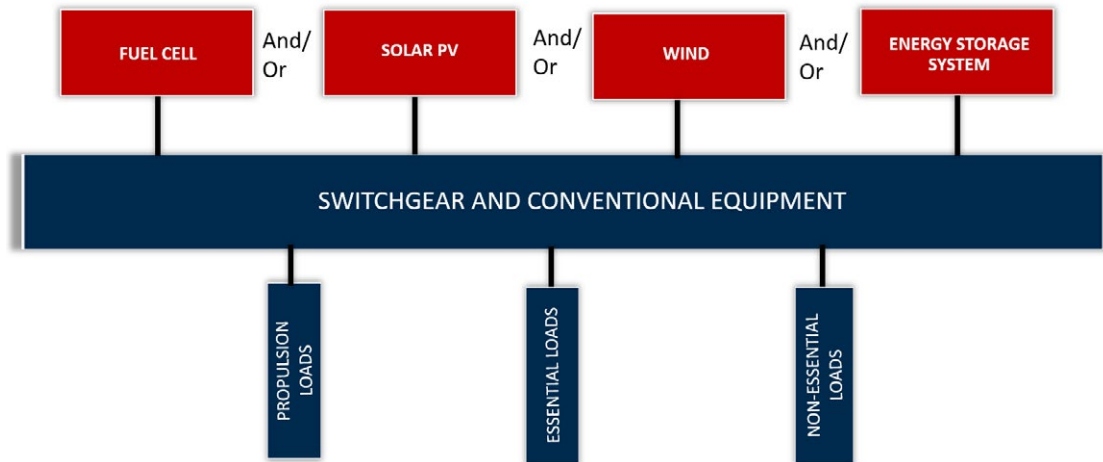 FUEL CELL
And/
Or
SOLAR PV
And/
Or
WIND
And/
Or
ENERGY STORAGE
SYSTEM
SWITCHGEAR AND CONVENTIONAL EQUIPMENT
PROPULSION
LOADS
ESSENTIAL LOADS
NON-ESSENTIAL
LOADS